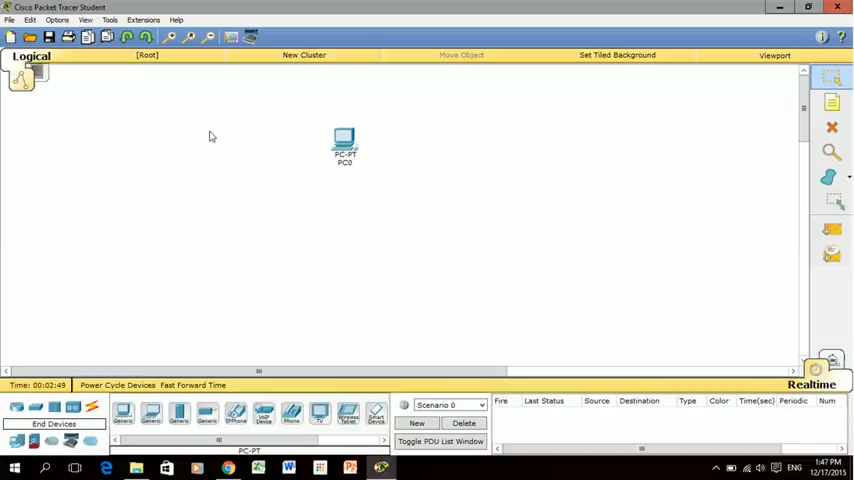 Cisco Packet Tracer Student
File Edit Options View Tools Extensions Help
Logical [Root] New Cluster Move Object Set Tiled Background Viewport
PC-PT
PC0
Time: 00:02:49 Power Cycle Devices Fast Forward Time Realtime
End Devices
Generic Generic Generic Generic IPPhone VoIP Device Phone TV Wireless Tablet Smart Device
PC-PT
Scenario 0
New Delete
Toggle PDU List Window
Fire Last Status Source Destination Type Color Time(sec) Periodic Num
ENG
1:47 PM
12/17/2015